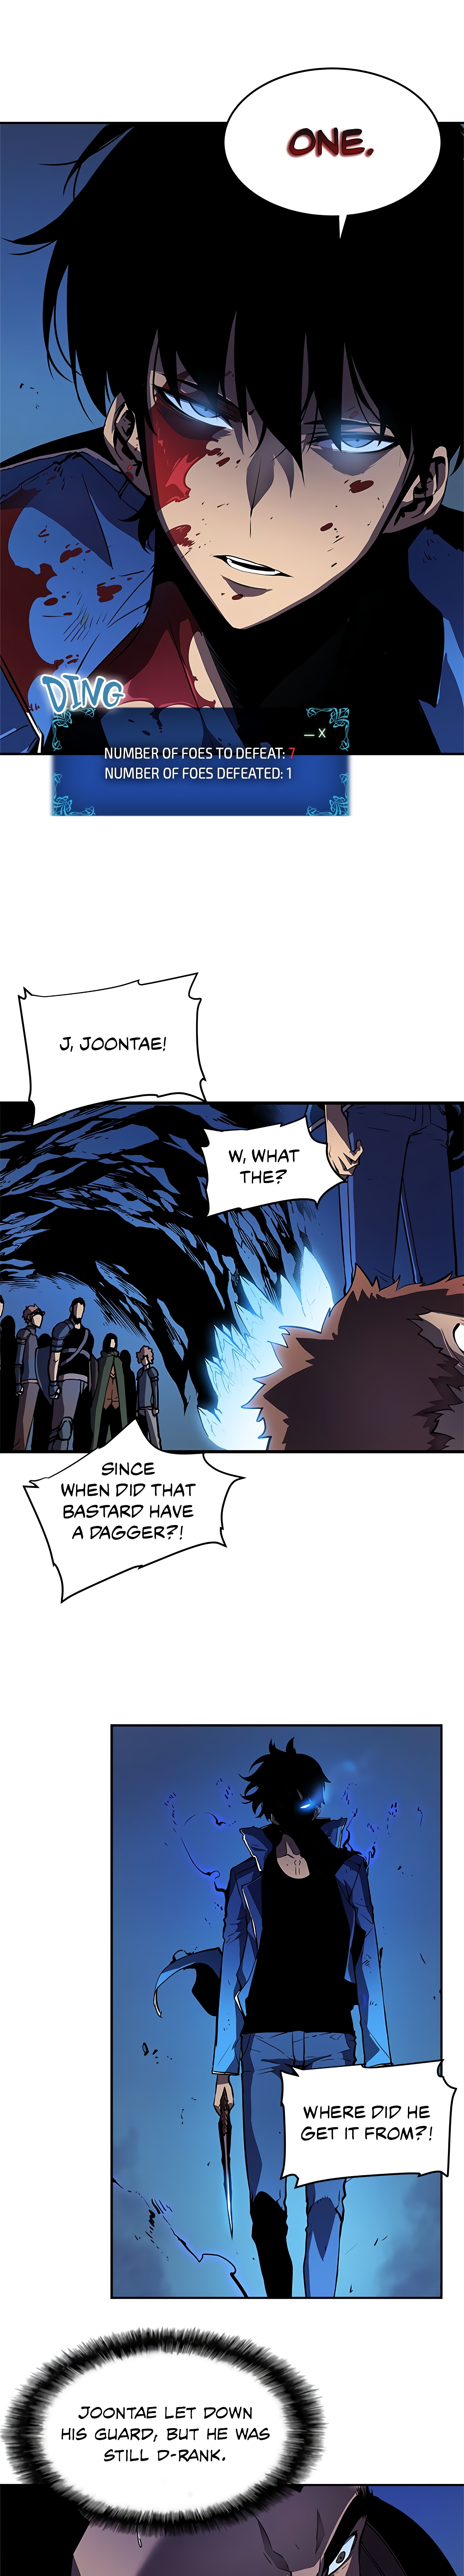 ONE.
DING
— X
NUMBER OF FOES TO DEFEAT: 7
NUMBER OF FOES DEFEATED: 1
J, JOONTAE!
W, WHAT
THE?
SINCE
WHEN DID THAT
BASTARD HAVE
A DAGGER?!
WHERE DID HE
GET IT FROM?!
JOONTAE LET DOWN
HIS GUARD, BUT HE WAS
STILL D-RANK.